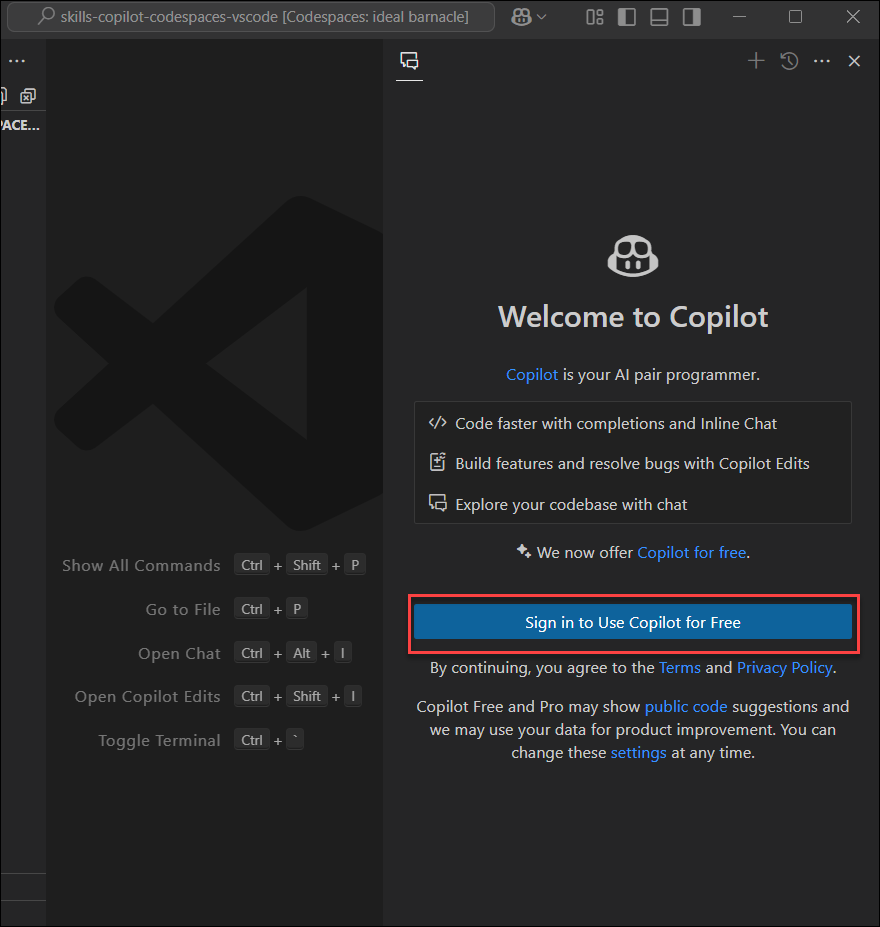 skills-copilot-codespaces-vscode [Codespaces: ideal barnacle]
PACE...
Welcome to Copilot
Copilot is your AI pair programmer.
Code faster with completions and Inline Chat
Build features and resolve bugs with Copilot Edits
Explore your codebase with chat
We now offer Copilot for free.
Sign in to Use Copilot for Free
By continuing, you agree to the Terms and Privacy Policy.
Copilot Free and Pro may show public code suggestions and
we may use your data for product improvement. You can
change these settings at any time.
Show All Commands Ctrl + Shift + P
Go to File Ctrl + P
Open Chat Ctrl + Alt + I
Open Copilot Edits Ctrl + Shift + I
Toggle Terminal Ctrl + `